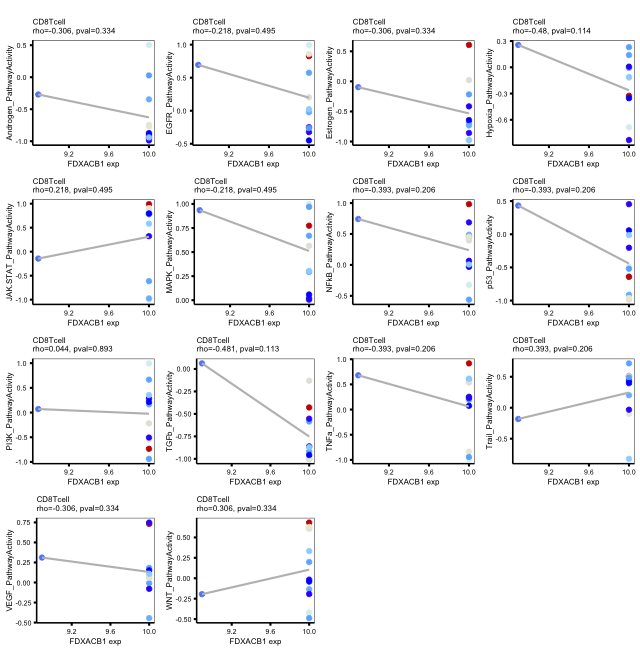 CD8Tcell
rho=-0.306, pval=0.334
Androgen_PathwayActivity
0.5
0.0
-0.5
-1.0
9.2
9.6
10.0
FDXACB1 exp
CD8Tcell
rho=-0.218, pval=0.495
EGFR_PathwayActivity
1.0
0.5
0.0
-0.5
9.2
9.6
10.0
FDXACB1 exp
CD8Tcell
rho=-0.306, pval=0.334
Estrogen_PathwayActivity
0.5
0.0
-0.5
-1.0
9.2
9.6
10.0
FDXACB1 exp
CD8Tcell
rho=-0.48, pval=0.114
Hypoxia_PathwayActivity
0.3
0.0
-0.3
-0.6
9.2
9.6
10.0
FDXACB1 exp
CD8Tcell
rho=0.218, pval=0.495
JAK.STAT_PathwayActivity
1.0
0.5
0.0
-0.5
-1.0
9.2
9.6
10.0
FDXACB1 exp
CD8Tcell
rho=-0.218, pval=0.495
MAPK_PathwayActivity
1.00
0.75
0.50
0.25
0.00
9.2
9.6
10.0
FDXACB1 exp
CD8Tcell
rho=-0.393, pval=0.206
NFkB_PathwayActivity
1.0
0.5
0.0
-0.5
9.2
9.6
10.0
FDXACB1 exp
CD8Tcell
rho=-0.393, pval=0.206
p53_PathwayActivity
0.5
0.0
-0.5
-1.0
9.2
9.6
10.0
FDXACB1 exp
CD8Tcell
rho=0.044, pval=0.893
PI3K_PathwayActivity
1.0
0.5
0.0
-0.5
-1.0
9.2
9.6
10.0
FDXACB1 exp
CD8Tcell
rho=-0.481, pval=0.113
TGFb_PathwayActivity
0.00
-0.25
-0.50
-0.75
-1.00
9.2
9.6
10.0
FDXACB1 exp
CD8Tcell
rho=-0.393, pval=0.206
TNFa_PathwayActivity
1.0
0.5
0.0
-0.5
-1.0
9.2
9.6
10.0
FDXACB1 exp
CD8Tcell
rho=0.393, pval=0.206
Trail_PathwayActivity
0.5
0.0
-0.5
9.2
9.6
10.0
FDXACB1 exp
CD8Tcell
rho=-0.306, pval=0.334
VEGF_PathwayActivity
0.75
0.50
0.25
0.00
-0.25
-0.50
9.2
9.6
10.0
FDXACB1 exp
CD8Tcell
rho=0.306, pval=0.334
WNT_PathwayActivity
0.50
0.25
0.00
-0.25
-0.50
9.2
9.6
10.0
FDXACB1 exp